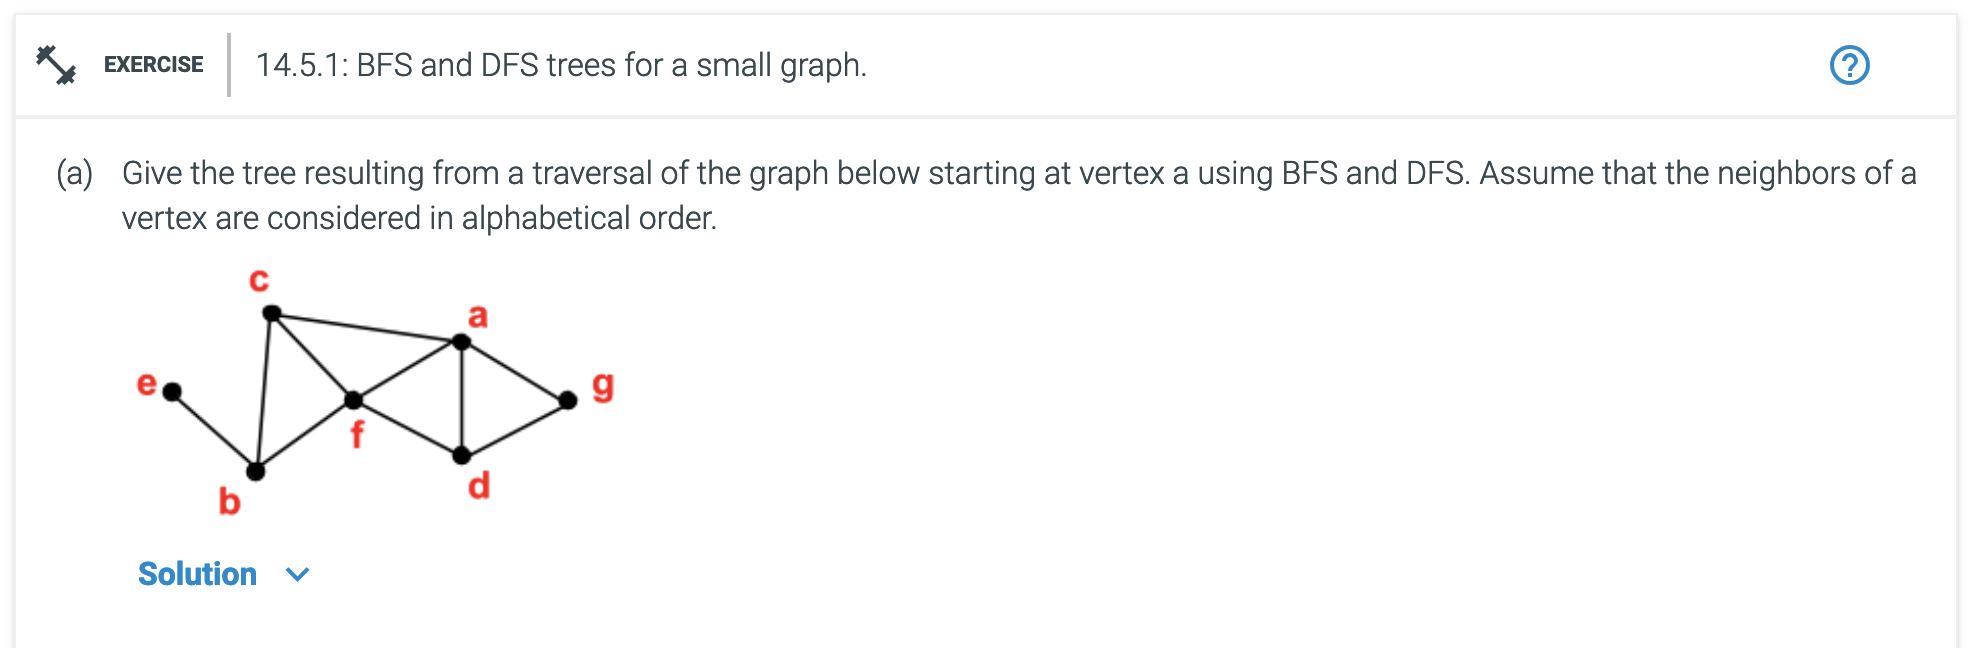 EXERCISE
14.5.1: BFS and DFS trees for a small graph.
?
(a) Give the tree resulting from a traversal of the graph below starting at vertex a using BFS and DFS. Assume that the neighbors of a
vertex are considered in alphabetical order.
c
a
e
g
f
d
b
Solution